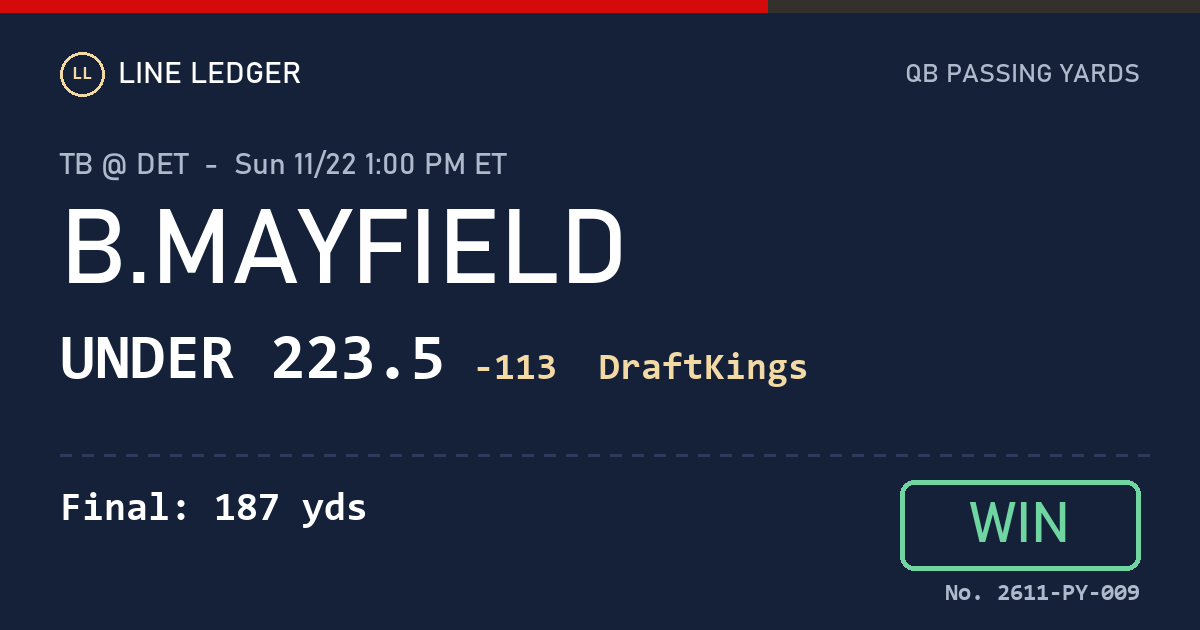 LL LINE LEDGER
QB PASSING YARDS
TB @ DET - Sun 11/22 1:00 PM ET
B.MAYFIELD
UNDER 223.5 -113 DraftKings
Final: 187 yds
WIN
No. 2611-PY-009